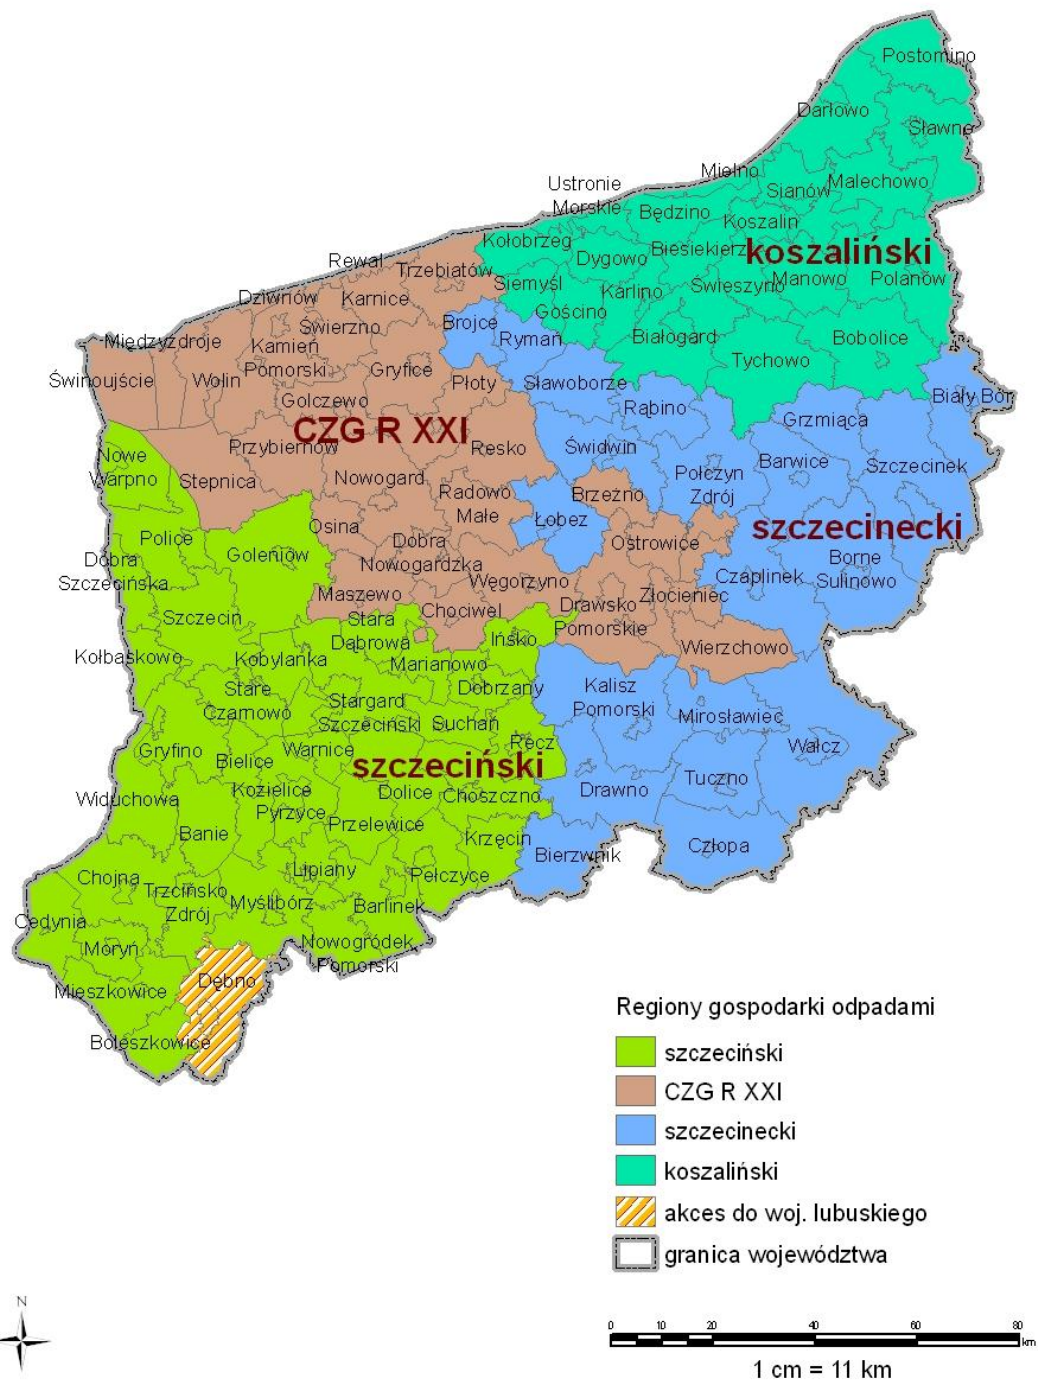 Postomino
Darłowo
Sławno
Mielno
Sianów
Malechowo
Ustronie
Morskie
Będzino
Koszalin
Kołobrzeg
Dygowo
Biesiekierz
koszaliński
Rewal
Trzebiatów
Siemyśl
Karlino
Świeszyno
Manowo
Polanów
Dziwnów
Karnice
Gościno
Świerzno
Brojce
Rymań
Białogard
Bobolice
Międzyzdroje
Kamień
Pomorski
Tychowo
Świnoujście
Wolin
Gryfice
Płoty
Sławoborze
Biały Bór
Golczewo
Rąbino
Grzmiąca
CZG R XXI
Przybiernów
Resko
Świdwin
Nowe
Warpno
Stepnica
Nowogard
Radowo
Małe
Brzeźno
Połczyn
Zdrój
Barwice
Szczecinek
Osina
Łobez
szczecinecki
Police
Goleniów
Dobra
Nowogardzka
Ostrowice
Borne
Sulinowo
Dobra
Szczecińska
Węgorzyno
Czaplinek
Maszewo
Chociwel
Drawsko
Pomorskie
Złocieniec
Szczecin
Stara
Dąbrowa
Ińsko
Wierzchowo
Kołbaskowo
Kobylanka
Marianowo
Stare
Czarnowo
Stargard
Szczeciński
Dobrzany
Kalisz
Pomorski
Suchań
Mirosławiec
Gryfino
Bielice
Warnice
Recz
Wałcz
szczeciński
Widuchowa
Kozielice
Dolice
Choszczno
Drawno
Tuczno
Pyrzyce
Banie
Przelewice
Krzęcin
Bierzwnik
Człopa
Chojna
Trzcińsko
Zdrój
Lipiany
Pełczyce
Cedynia
Myślibórz
Barlinek
Moryń
Nowogródek
Pomorski
Mieszkowice
Dębno
Boleszkowice
Regiony gospodarki odpadami
szczeciński
CZG R XXI
szczecinecki
koszaliński
akces do woj. lubuskiego
granica województwa
N
0 10 20 40 60 80
km
1 cm = 11 km